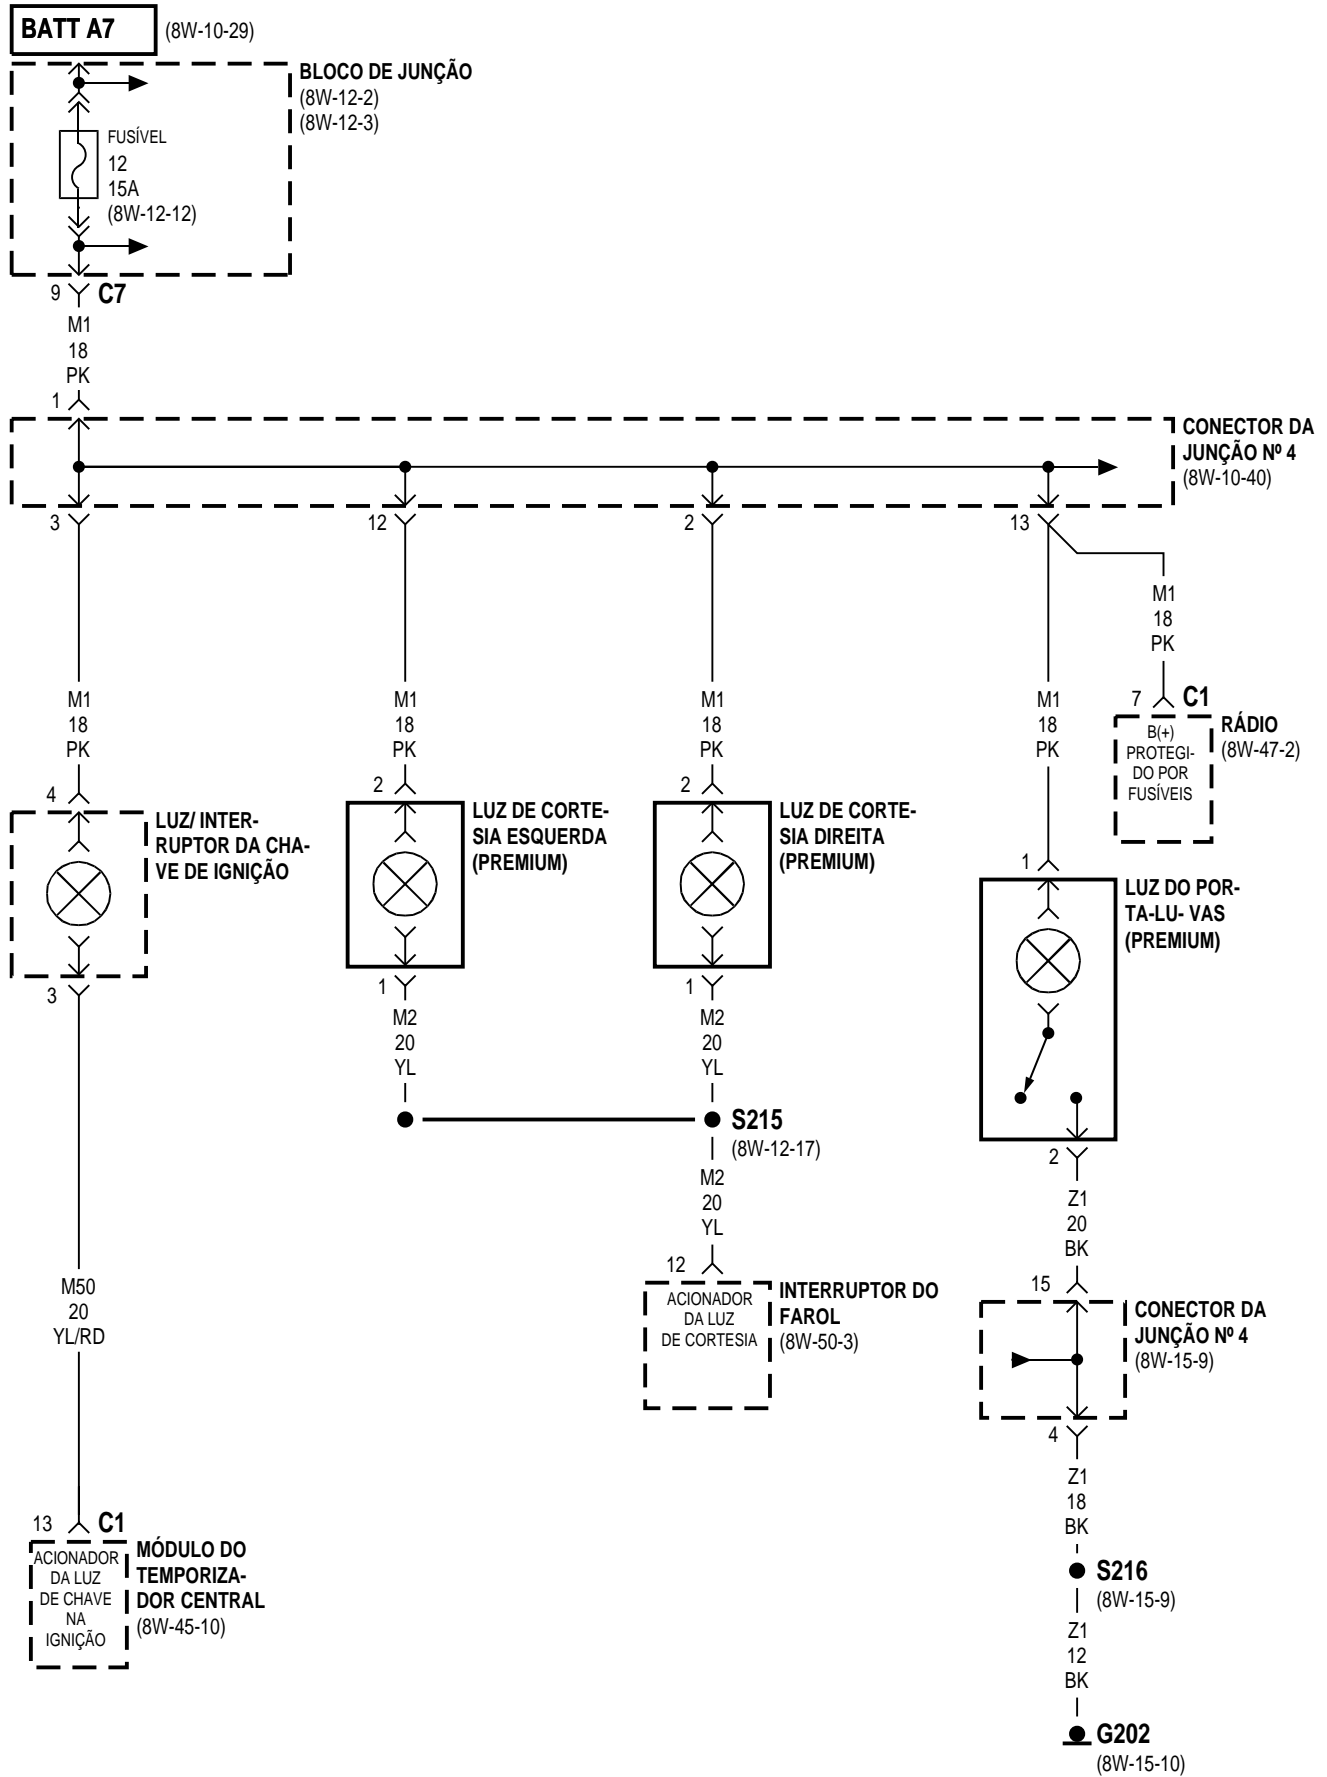 BATT A7
(8W-10-29)
BLOCO DE JUNÇÃO
(8W-12-2)
(8W-12-3)
FUSÍVEL
12
15A
(8W-12-12)
9
C7
M1
18
PK
1
CONECTOR DA
JUNÇÃO Nº 4
(8W-10-40)
3
12
2
13
M1
18
PK
7
C1
RÁDIO
(8W-47-2)
B(+)
PROTEGI-
DO POR
FUSÍVEIS
M1
18
PK
4
LUZ/ INTER-
RUPTOR DA CHA-
VE DE IGNIÇÃO
3
M1
18
PK
2
LUZ DE CORTE-
SIA ESQUERDA
(PREMIUM)
1
M2
20
YL
M1
18
PK
2
LUZ DE CORTE-
SIA DIREITA
(PREMIUM)
1
M2
20
YL
M1
18
PK
1
LUZ DO POR-
TA-LU- VAS
(PREMIUM)
2
S215
(8W-12-17)
M2
20
YL
12
ACIONADOR
DA LUZ
DE CORTESIA
INTERRUPTOR DO
FAROL
(8W-50-3)
Z1
20
BK
15
CONECTOR DA
JUNÇÃO Nº 4
(8W-15-9)
4
M50
20
YL/RD
13
C1
ACIONADOR
DA LUZ
DE CHAVE
NA
IGNIÇÃO
MÓDULO DO
TEMPORIZA-
DOR CENTRAL
(8W-45-10)
Z1
18
BK
S216
(8W-15-9)
Z1
12
BK
G202
(8W-15-10)